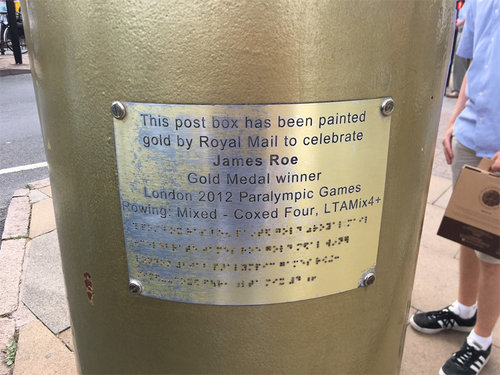 This post box has been painted
gold by Royal Mail to celebrate
James Roe
Gold Medal winner
London 2012 Paralympic Games
Rowing: Mixed - Coxed Four, LTAMix4+